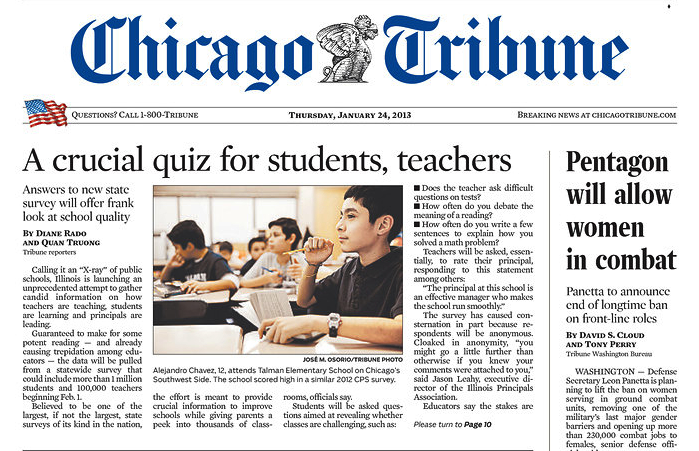 Chicago Tribune
QUESTIONS? CALL 1-800-TRIBUNE
THURSDAY, JANUARY 24, 2013
BREAKING NEWS AT CHICAGOTRIBUNE.COM
A crucial quiz for students, teachers
Answers to new state
survey will offer frank
look at school quality
BY DIANE RADO
AND QUAN TRUONG
Tribune reporters
Calling it an “X-ray” of public
schools, Illinois is launching an
unprecedented attempt to gather
candid information on how
teachers are teaching, students
are learning and principals are
leading.
Guaranteed to make for some
potent reading — and already
causing trepidation among edu-
cators — the data will be pulled
from a statewide survey that
could include more than 1 million
students and 100,000 teachers
beginning Feb. 1.
Believed to be one of the
largest, if not the largest, state
surveys of its kind in the nation,
JOSÉ M. OSORIO/TRIBUNE PHOTO
Alejandro Chavez, 12, attends Talman Elementary School on Chicago’s
Southwest Side. The school scored high in a similar 2012 CPS survey.
the effort is meant to provide
crucial information to improve
schools while giving parents a
peek into thousands of class-
rooms, officials say.
Students will be asked ques-
tions aimed at revealing whether
classes are challenging, such as:
■ Does the teacher ask difficult
questions on tests?
■ How often do you debate the
meaning of a reading?
■ How often do you write a few
sentences to explain how you
solved a math problem?
Teachers will be asked, essen-
tially, to rate their principal,
responding to this statement
among others:
“The principal at this school is
an effective manager who makes
the school run smoothly.”
The survey has caused con-
sternation in part because re-
spondents will be anonymous.
Cloaked in anonymity, “you
might go a little further than
otherwise if you knew your
comments were attached to you,”
said Jason Leahy, executive di-
rector of the Illinois Principals
Association.
Educators say the stakes are
Please turn to Page 10
Pentagon
will allow
women
in combat
Panetta to announce
end of longtime ban
on front-line roles
BY DAVID S. CLOUD
AND TONY PERRY
Tribune Washington Bureau
WASHINGTON — Defense
Secretary Leon Panetta is plan-
ning to lift the ban on women
serving in ground combat
units, removing one of the
military’s last major gender
barriers and opening up more
than 230,000 combat jobs to
females, senior defense offi-